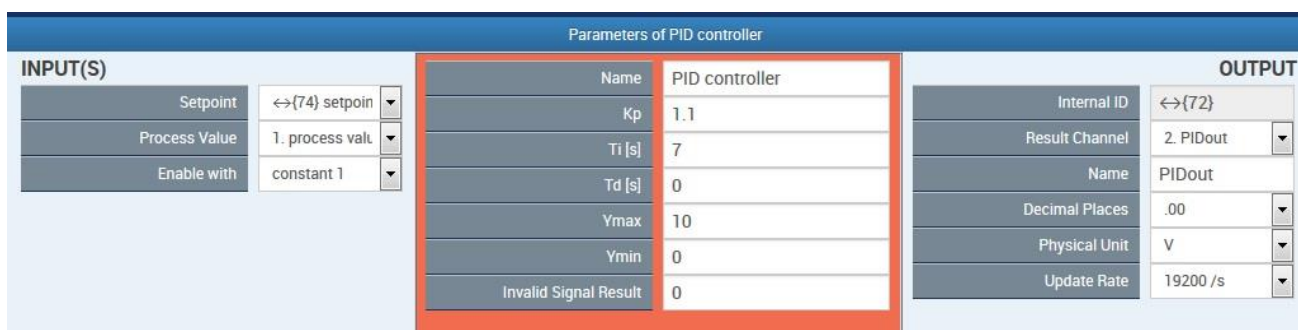 Parameters of PID controller
INPUT(S)
Setpoint ↔{74} setpoin
Process Value 1. process valu
Enable with constant 1
Name PID controller
Kp 1.1
Ti [s] 7
Td [s] 0
Ymax 10
Ymin 0
Invalid Signal Result 0
OUTPUT
Internal ID ↔{72}
Result Channel 2. PIDout
Name PIDout
Decimal Places .00
Physical Unit V
Update Rate 19200 /s